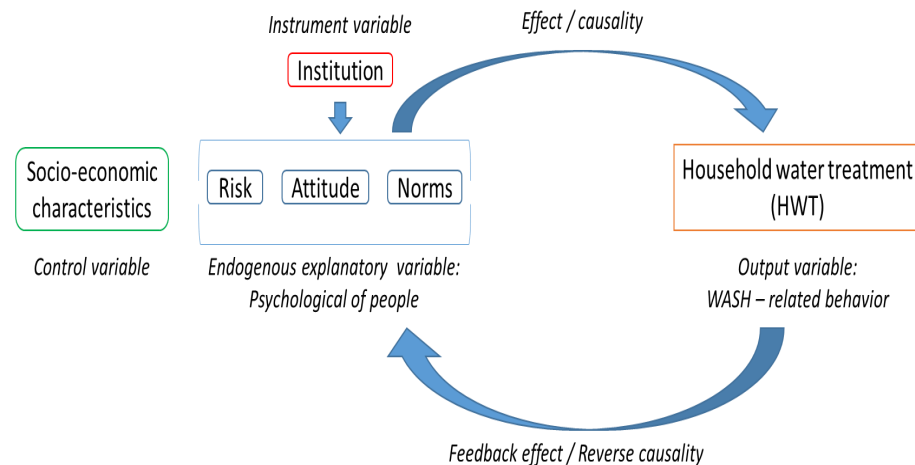 Instrument variable
Institution
Effect / causality
Socio-economic
characteristics
Risk
Attitude
Norms
Household water treatment
(HWT)
Control variable
Endogenous explanatory variable:
Psychological of people
Output variable:
WASH – related behavior
Feedback effect / Reverse causality